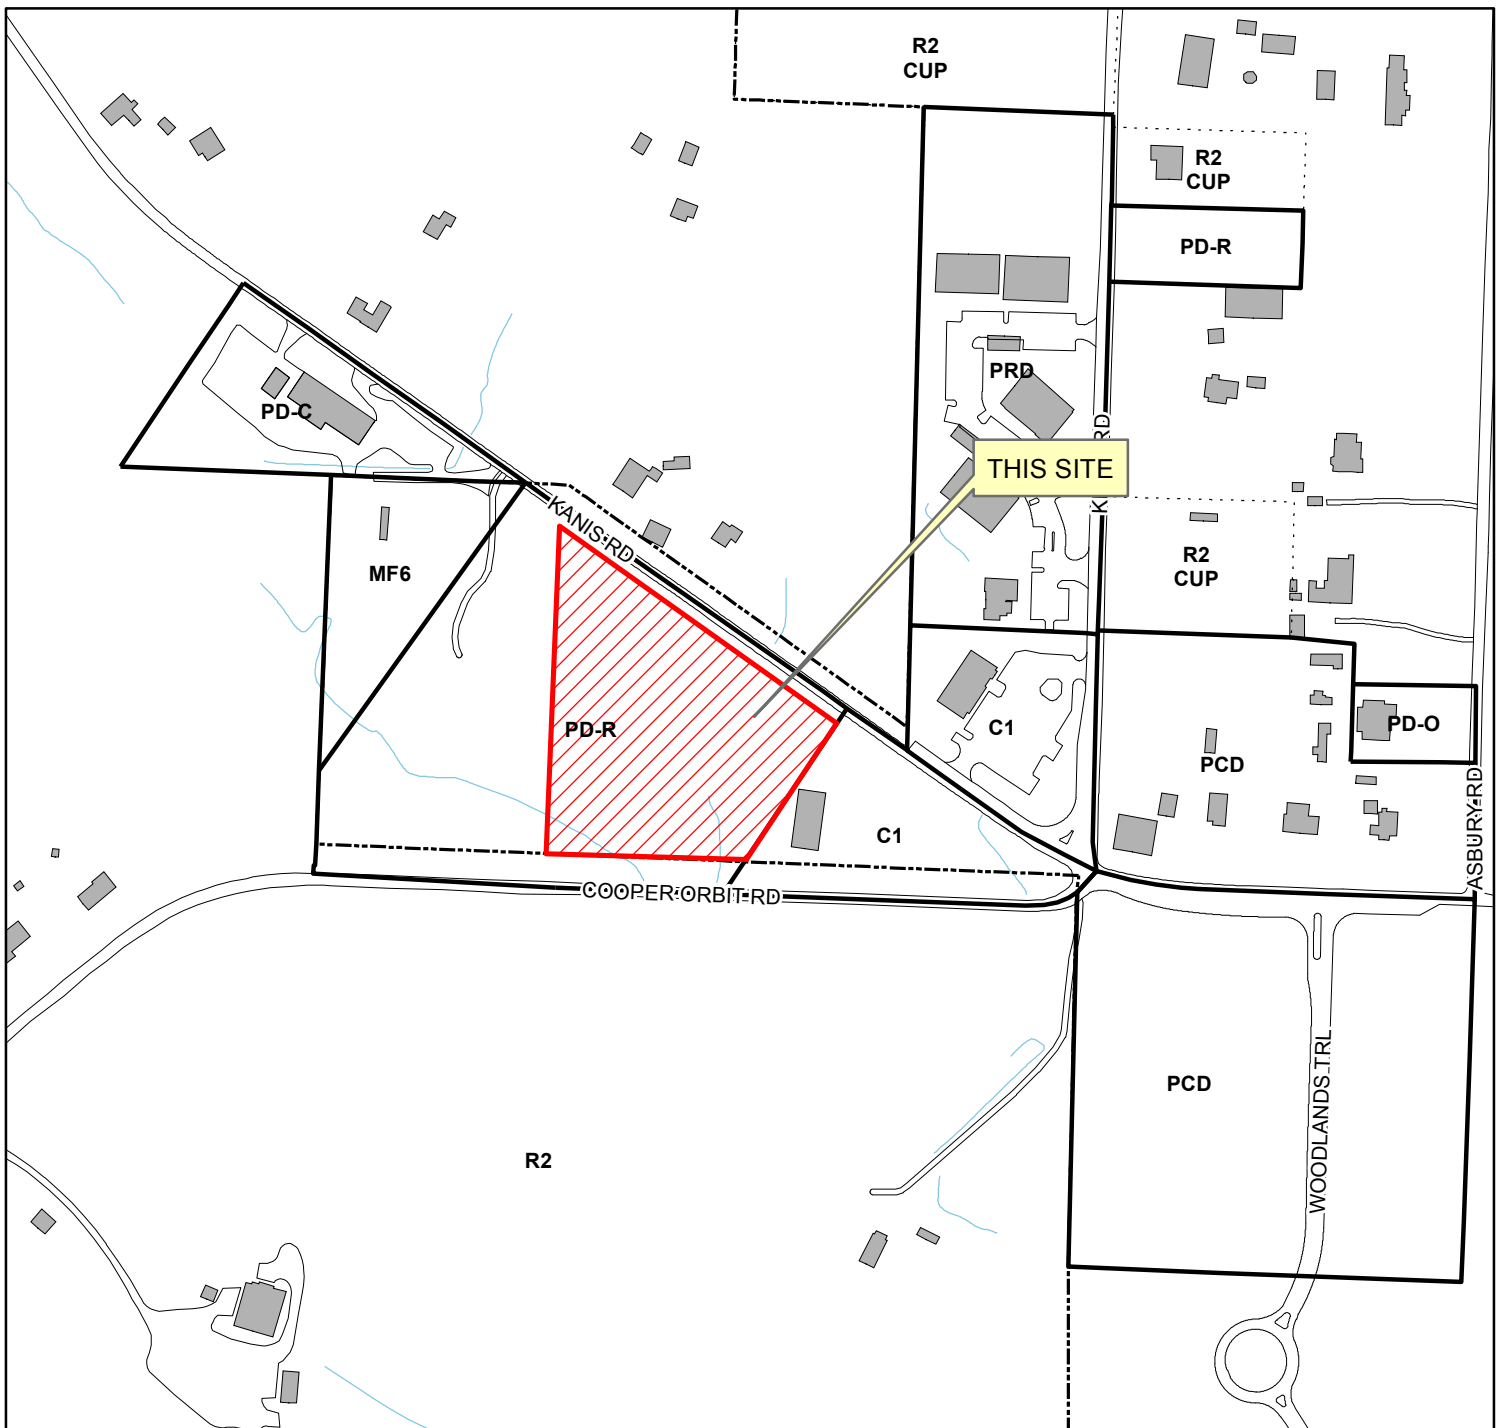 R2
CUP
R2
CUP
PD-R
PRD
PD-C
RD
K
THIS SITE
KANIS RD
MF6
R2
CUP
PD-R
C1
PD-O
PCD
C1
ASBURY RD
COOPER ORBIT RD
PCD
WOODLANDS TRL
R2